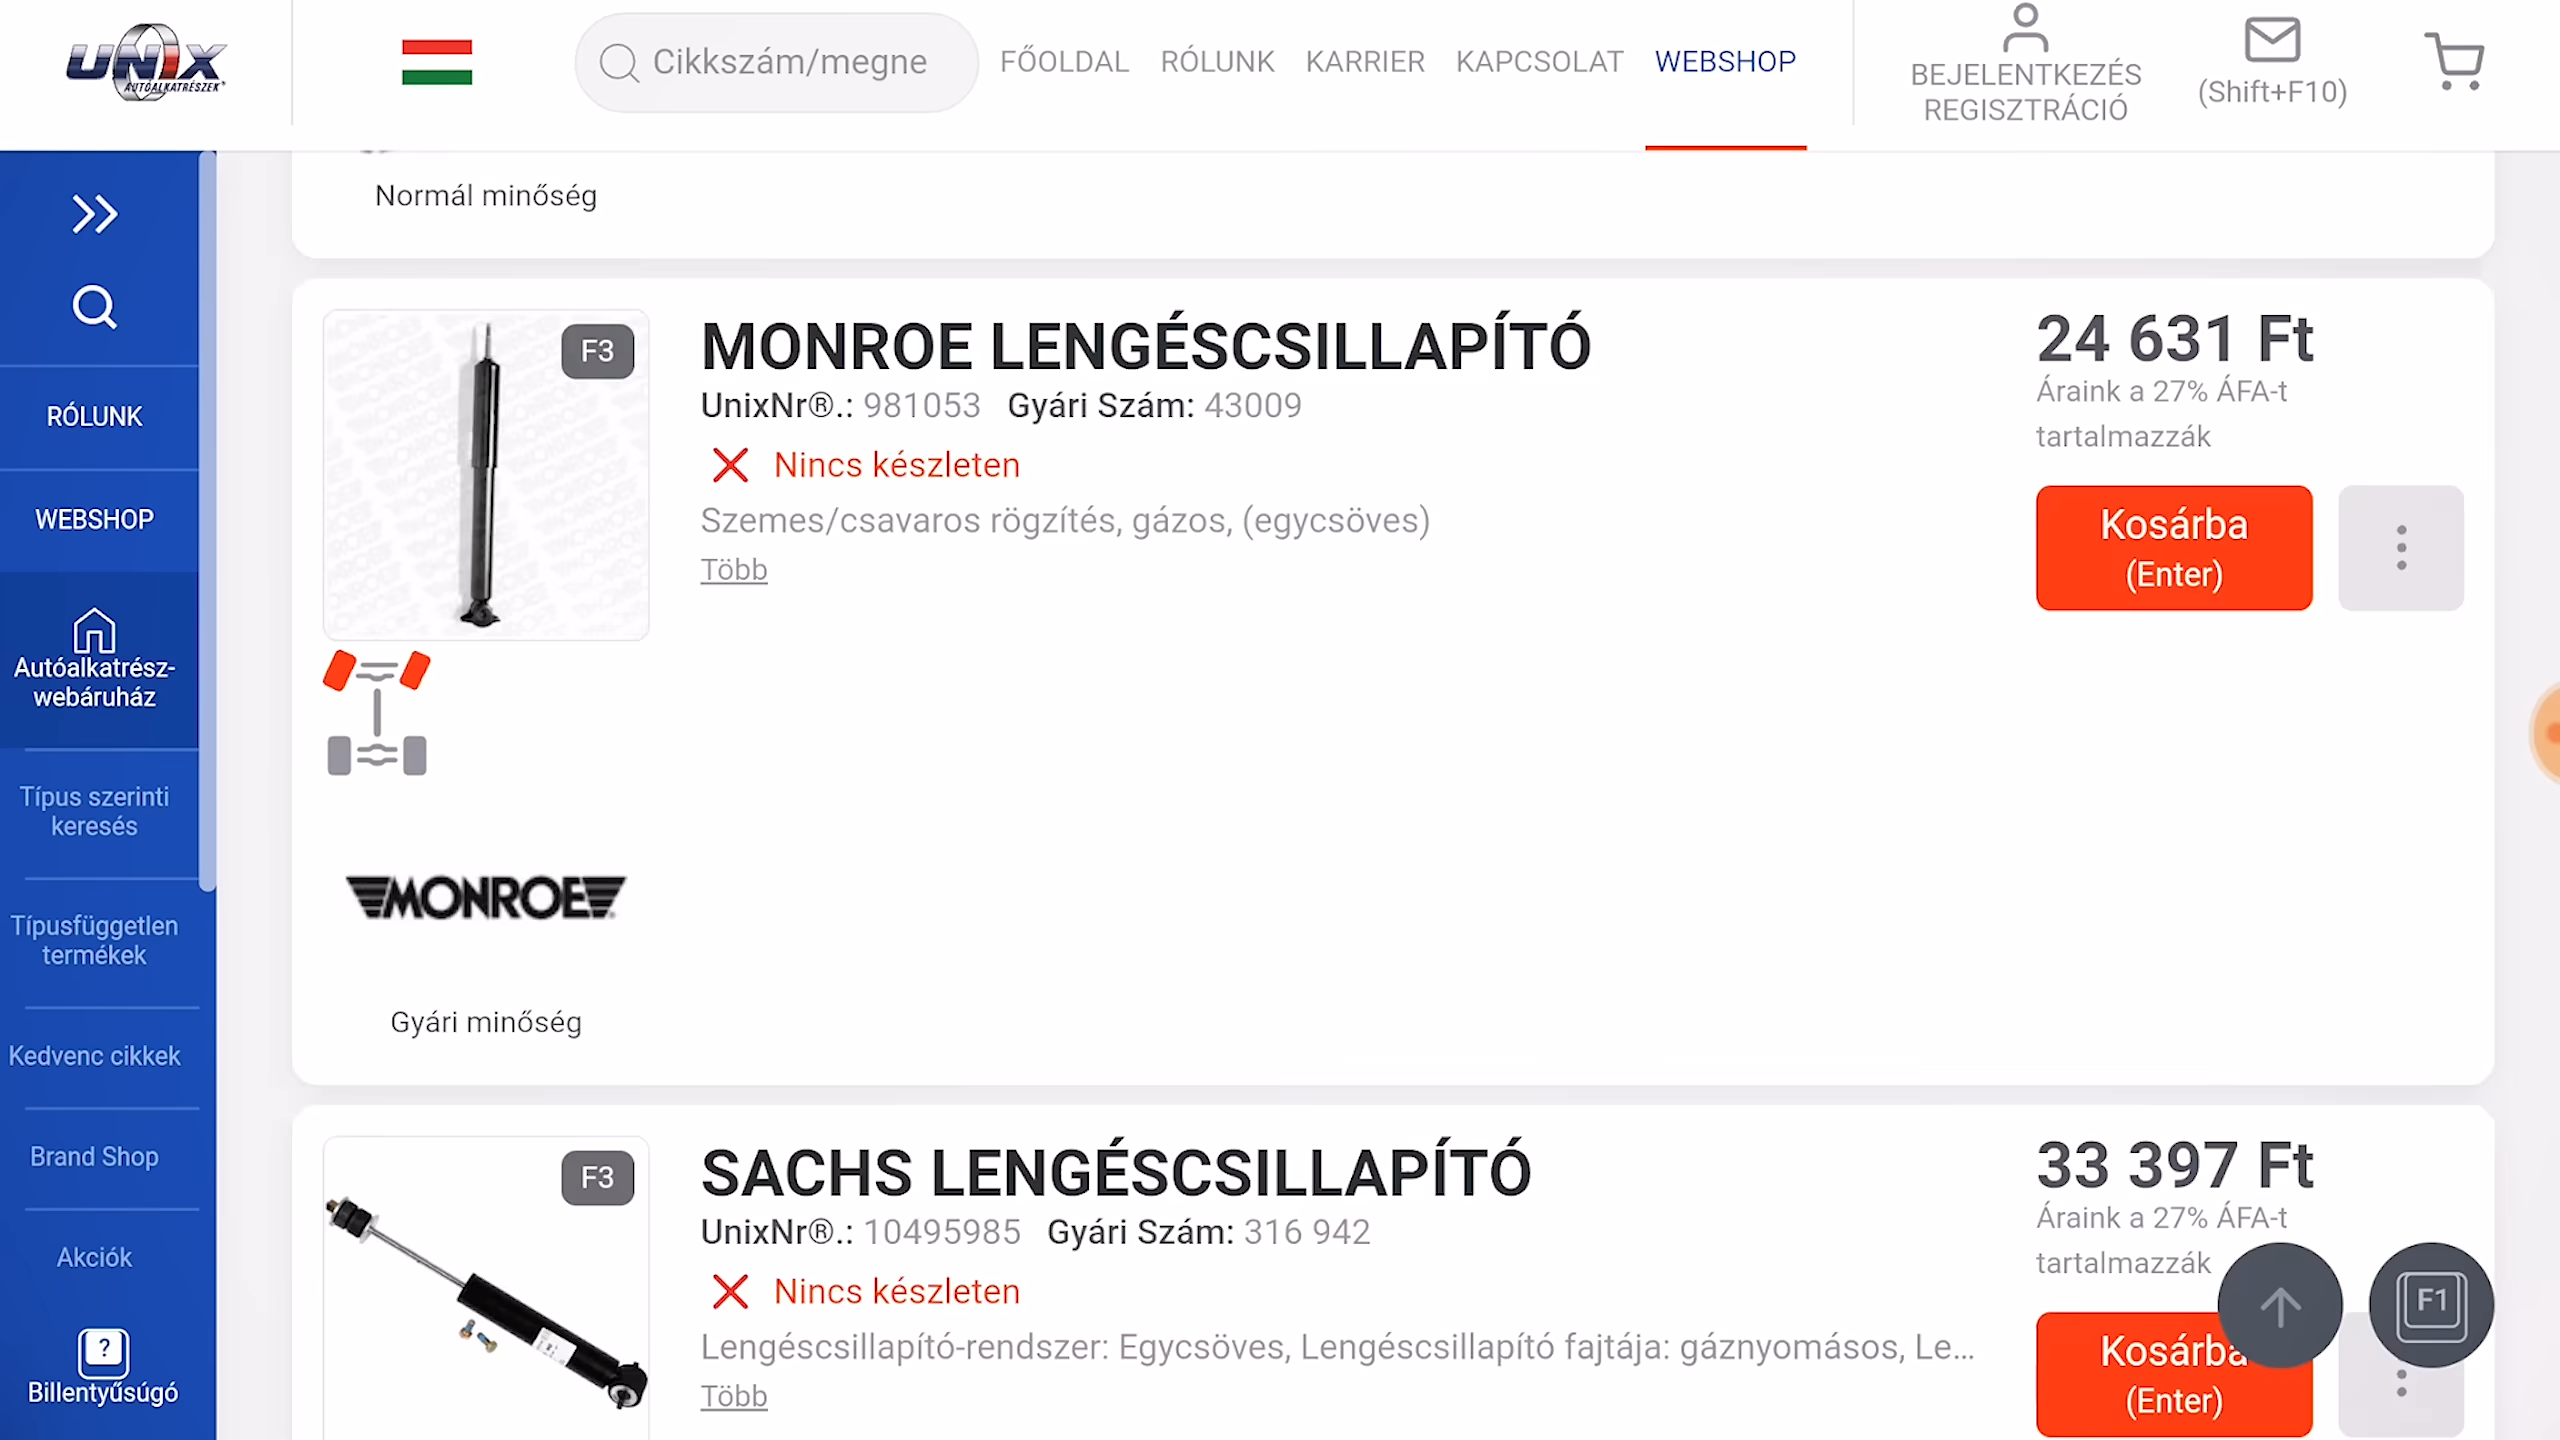 UNIX
AUTÓALKATRÉSZEK
Cikkszám/megne
FŐOLDAL
RÓLUNK
KARRIER
KAPCSOLAT
WEBSHOP
BEJELENTKEZÉS
REGISZTRÁCIÓ
(Shift+F10)
RÓLUNK
WEBSHOP
Autóalkatrész-
webáruház
Típus szerinti
keresés
Típusfüggetlen
termékek
Kedvenc cikkek
Brand Shop
Akciók
?
Billentyűsúgó
Normál minőség
F3
MONROE LENGÉSCSILLAPÍTÓ
UnixNr®.: 981053 Gyári Szám: 43009
Nincs készleten
Szemes/csavaros rögzítés, gázos, (egycsöves)
Több
24 631 Ft
Áraink a 27% ÁFA-t
tartalmazzák
Kosárba
(Enter)
MONROE
Gyári minőség
F3
SACHS LENGÉSCSILLAPÍTÓ
UnixNr®.: 10495985 Gyári Szám: 316 942
Nincs készleten
Lengéscsillapító-rendszer: Egycsöves, Lengéscsillapító fajtája: gáznyomásos, Le...
Több
33 397 Ft
Áraink a 27% ÁFA-t
tartalmazzák
Kosárba
(Enter)
F1